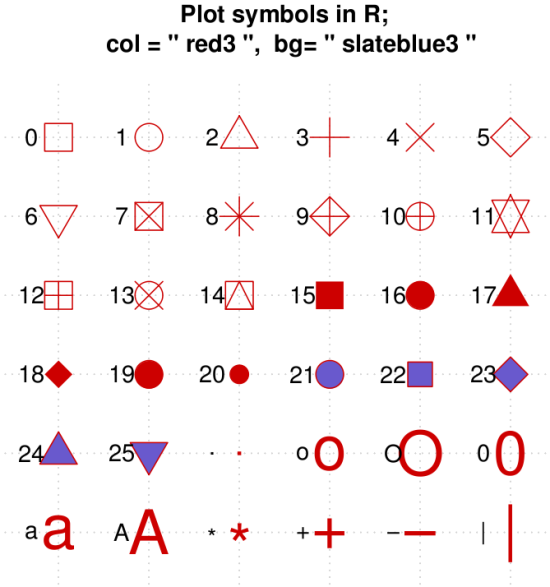 Plot symbols in R;
col = " red3 ", bg= " slateblue3 "
0 1 2 3 4 5
6 7 8 9 10 11
12 13 14 15 16 17
18 19 20 21 22 23
24 25 . . o o O O 0 0
a a A A * * + + − − | |